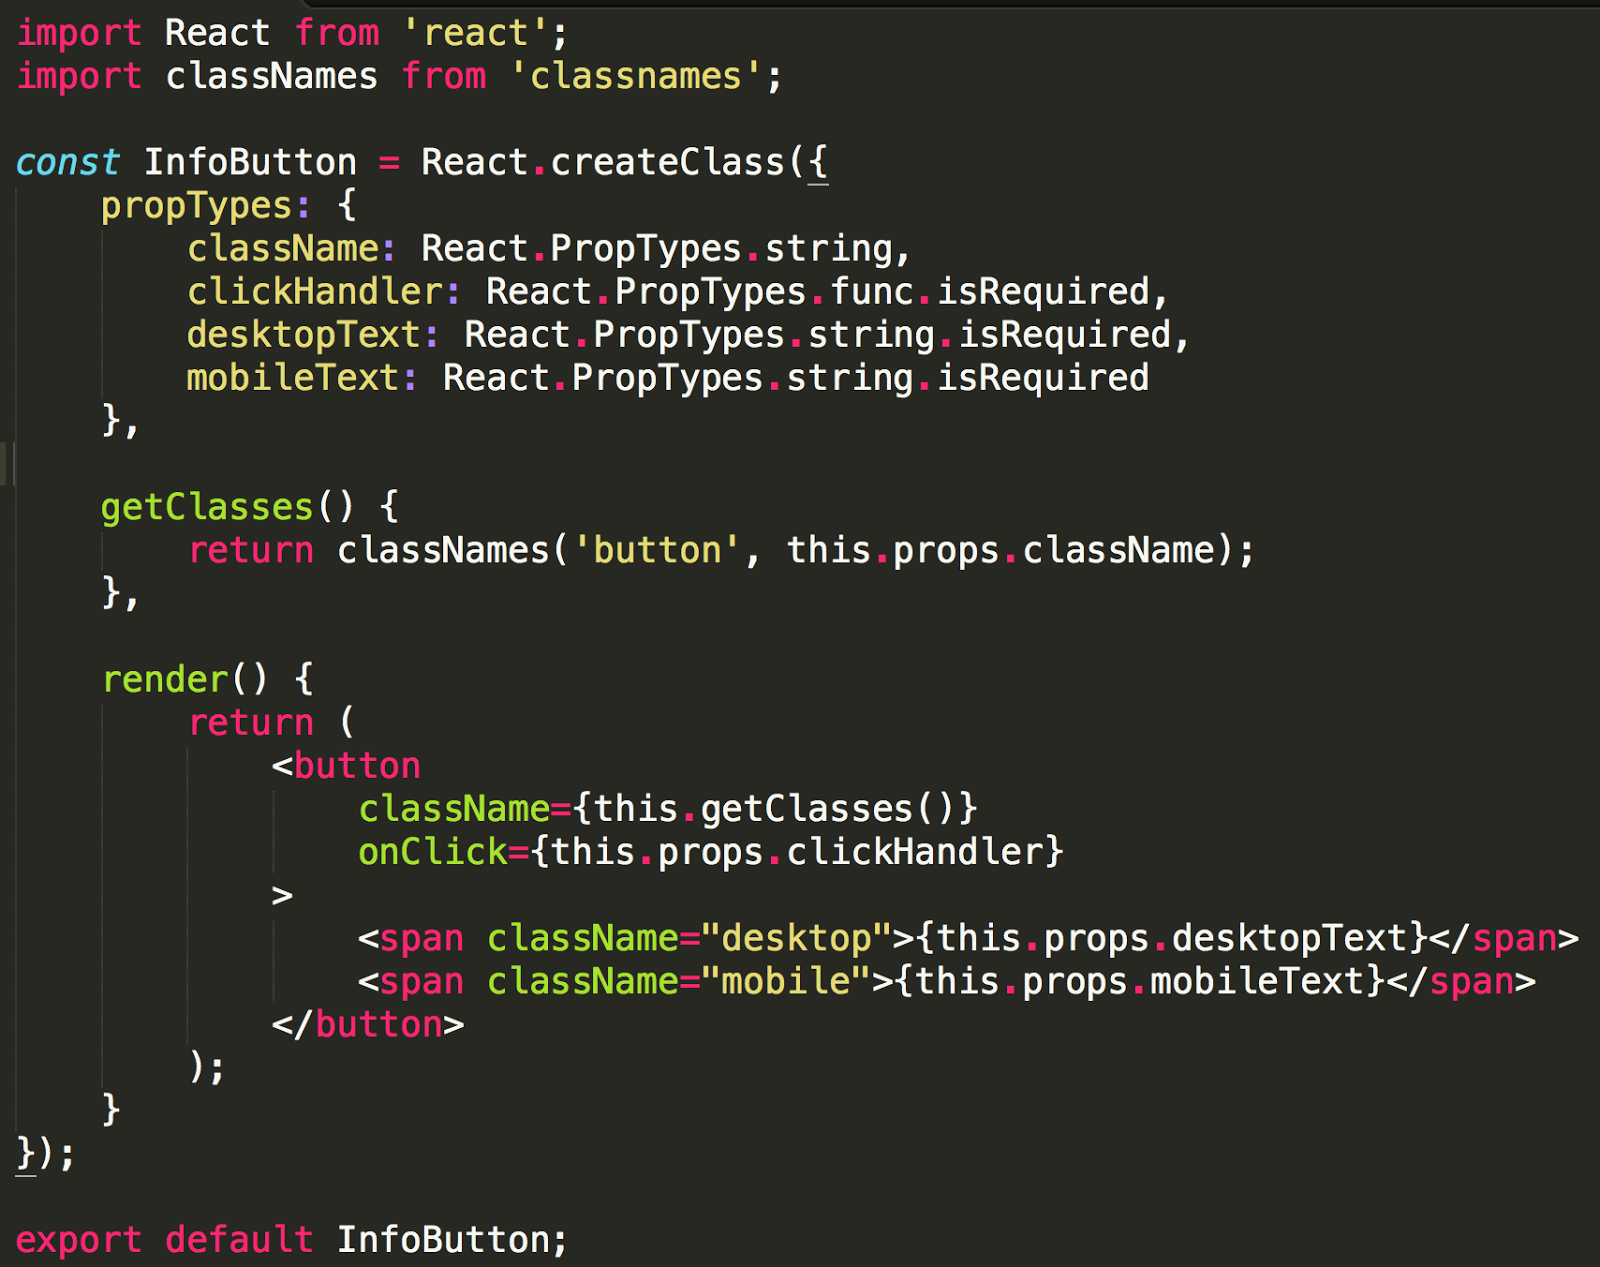 import React from 'react';
import classNames from 'classnames';

const InfoButton = React.createClass({
    propTypes: {
        className: React.PropTypes.string,
        clickHandler: React.PropTypes.func.isRequired,
        desktopText: React.PropTypes.string.isRequired,
        mobileText: React.PropTypes.string.isRequired
    },

    getClasses() {
        return classNames('button', this.props.className);
    },

    render() {
        return (
            <button
                className={this.getClasses()}
                onClick={this.props.clickHandler}
            >
                <span className="desktop">{this.props.desktopText}</span>
                <span className="mobile">{this.props.mobileText}</span>
            </button>
        );
    }
});

export default InfoButton;